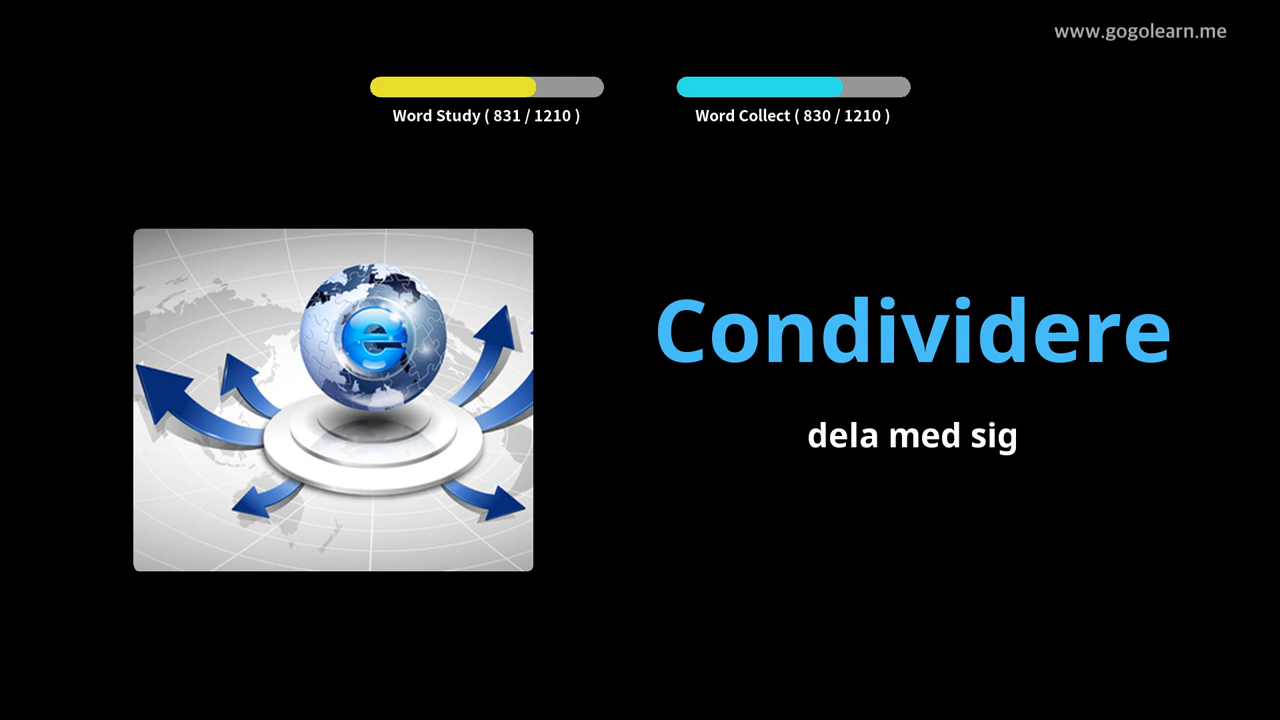 www.gogolearn.me
Word Study ( 831 / 1210 )
Word Collect ( 830 / 1210 )
e
Condividere
dela med sig